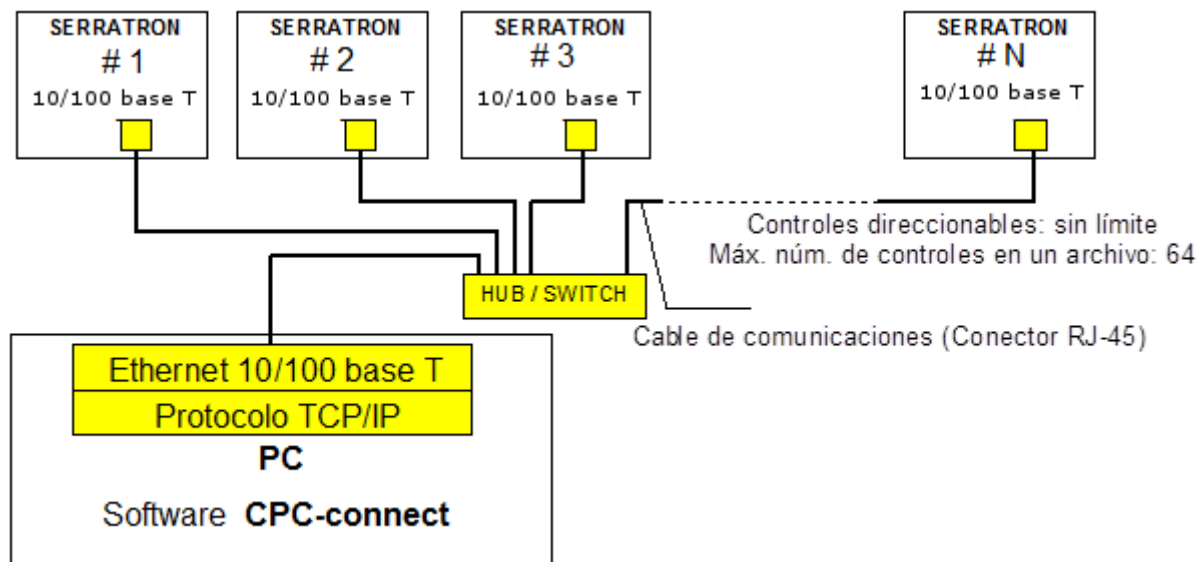 SERRATRON
# 1
10/100 base T
SERRATRON
# 2
10/100 base T
SERRATRON
# 3
10/100 base T
SERRATRON
# N
10/100 base T
Controles direccionables: sin límite
Máx. núm. de controles en un archivo: 64
HUB / SWITCH
Cable de comunicaciones (Conector RJ-45)
Ethernet 10/100 base T
Protocolo TCP/IP
PC
Software CPC-connect